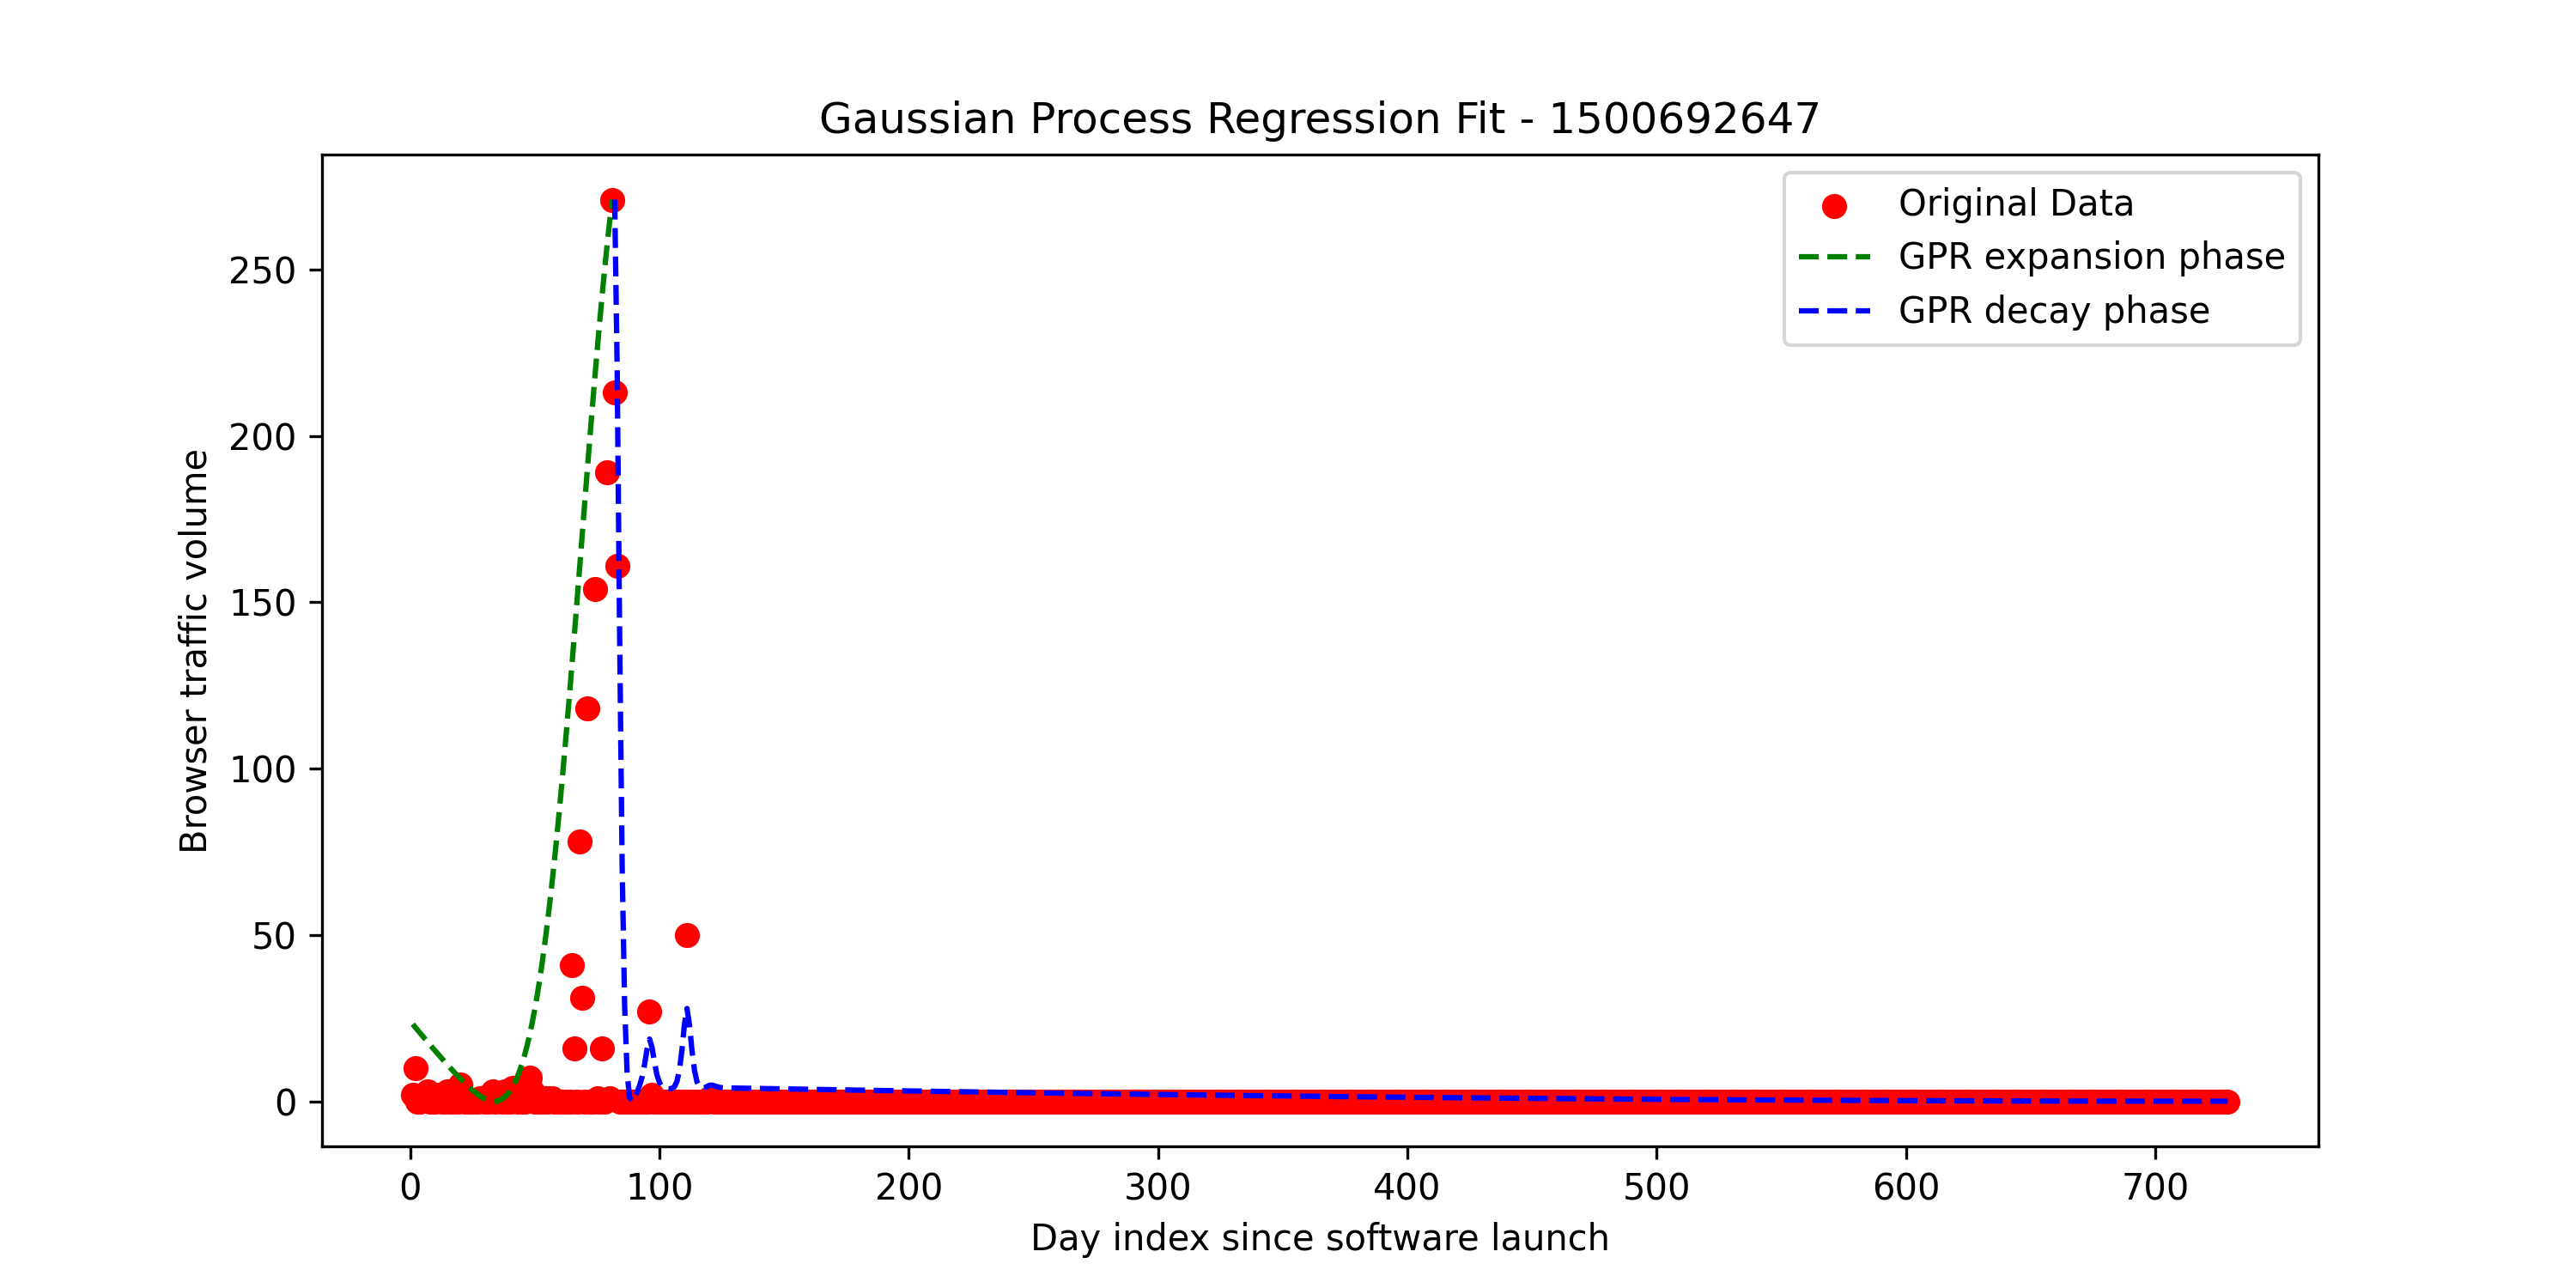 Gaussian Process Regression Fit - 1500692647
Original Data
GPR expansion phase
GPR decay phase
Browser traffic volume
250
200
150
100
50
0
0 100 200 300 400 500 600 700
Day index since software launch